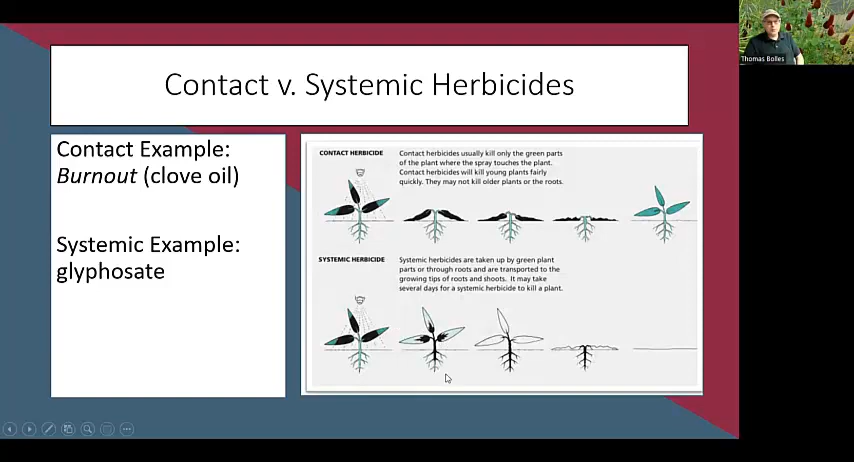 Contact v. Systemic Herbicides
Thomas Bolles
Contact Example:
Burnout (clove oil)
Systemic Example:
glyphosate
CONTACT HERBICIDE
Contact herbicides usually kill only the green parts
of the plant where the spray touches the plant.
Contact herbicides will kill young plants fairly
quickly. They may not kill older plants or the roots.
SYSTEMIC HERBICIDE
Systemic herbicides are taken up by green plant
parts or through roots and are transported to the
growing tips of roots and shoots. It may take
several days for a systemic herbicide to kill a plant.